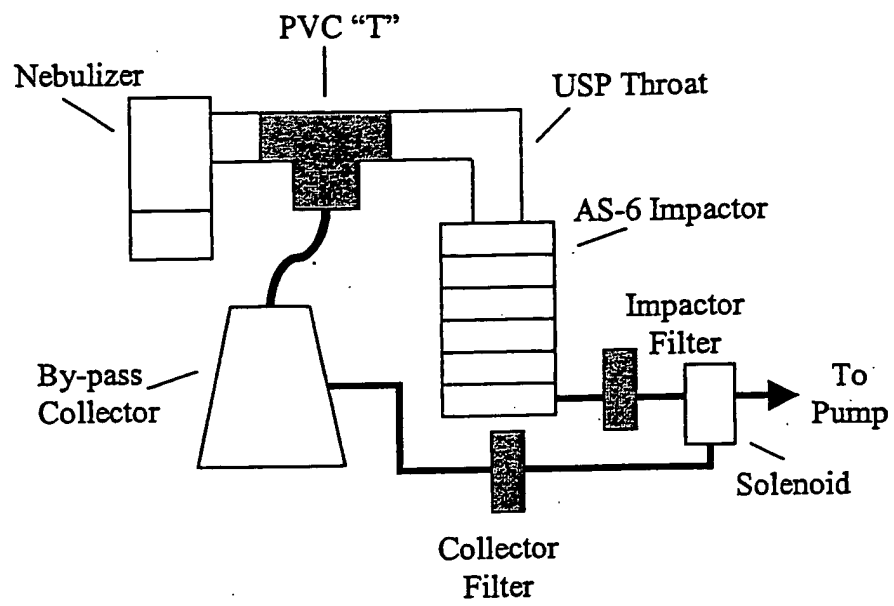 PVC “T”
Nebulizer
USP Throat
AS-6 Impactor
Impactor
Filter
By-pass
Collector
To
Pump
Solenoid
Collector
Filter